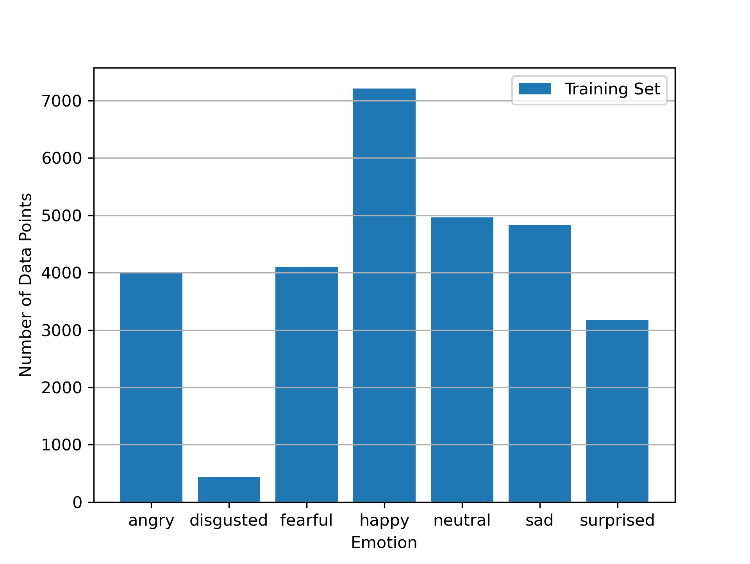 Training Set
Number of Data Points
7000
6000
5000
4000
3000
2000
1000
0
angry disgusted fearful happy neutral sad surprised
Emotion